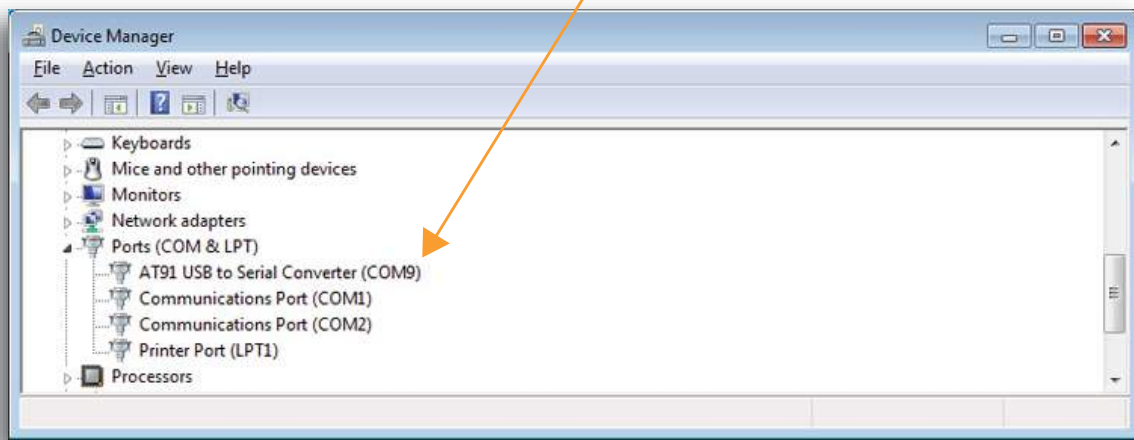 Device Manager
File Action View Help
Keyboards
Mice and other pointing devices
Monitors
Network adapters
Ports (COM & LPT)
AT91 USB to Serial Converter (COM9)
Communications Port (COM1)
Communications Port (COM2)
Printer Port (LPT1)
Processors